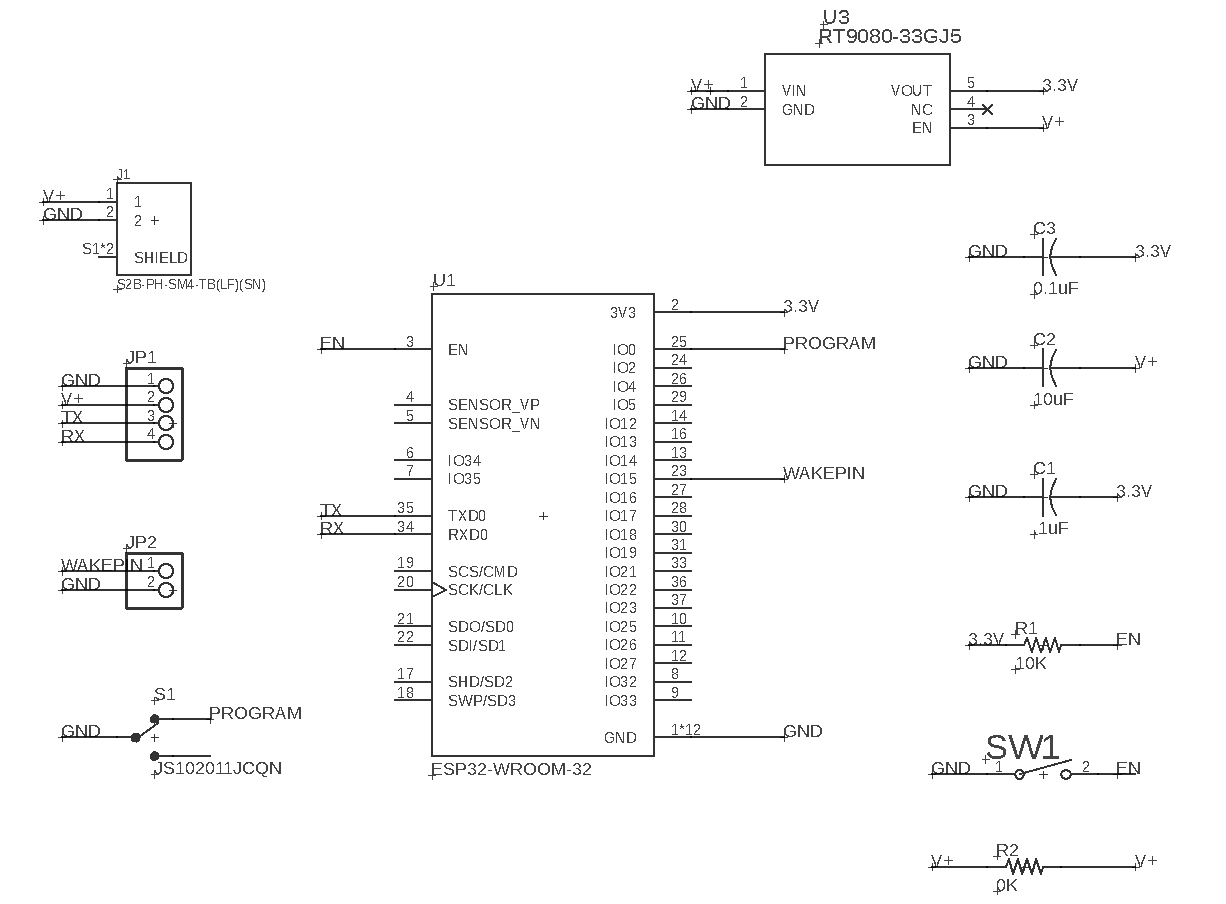 U3
RT9080-33GJ5
V+ 1 VIN VOUT 5 3.3V
GND 2 GND NC 4
EN 3 V+
J1
V+ 1 1
GND 2 2
S1*2 SHIELD
S2B-PH-SM4-TB(LF)(SN)
JP1
GND 1
V+ 2
TX 3
RX 4
JP2
WAKEPIN 1
GND 2
S1
PROGRAM
GND
JS102011JCQN
U1
3V3 2 3.3V
EN 3 EN IO0 25 PROGRAM
IO2 24
IO4 26
4 SENSOR_VP IO5 29
5 SENSOR_VN IO12 14
IO13 16
6 IO34 IO14 13
7 IO35 IO15 23 WAKEPIN
IO16 27
TX 35 TXD0 IO17 28
RX 34 RXD0 IO18 30
IO19 31
19 SCS/CMD IO21 33
20 SCK/CLK IO22 36
IO23 37
21 SDO/SD0 IO25 10
22 SDI/SD1 IO26 11
IO27 12
17 SHD/SD2 IO32 8
18 SWP/SD3 IO33 9
GND 1*12 GND
ESP32-WROOM-32
C3
GND 3.3V
0.1uF
C2
GND V+
10uF
C1
GND 3.3V
1uF
R1
3.3V EN
10K
SW1
GND 1 2 EN
R2
V+ V+
0K